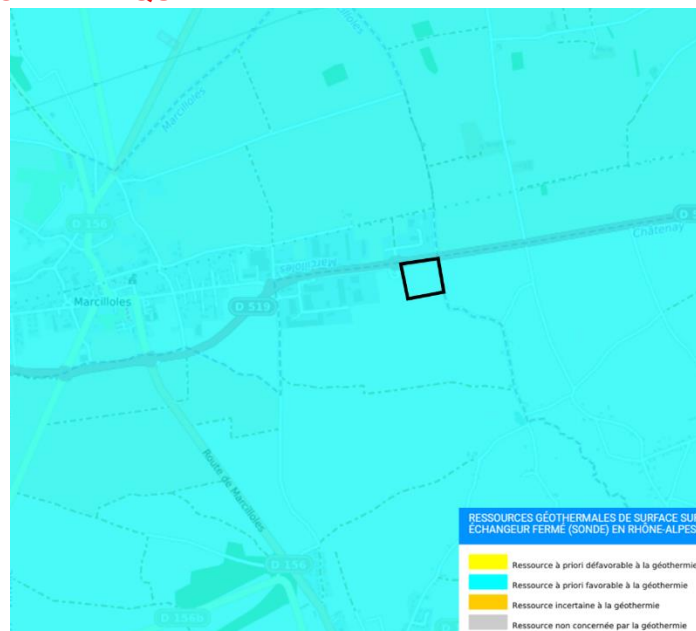 Marcilloles
D 156
Marcilloles
Châtenay
Marcilloles
D 519
Route de Marcilloles
D 156
D 156b
RESSOURCES GÉOTHERMALES DE SURFACE SUR
ÉCHANGEUR FERMÉ (SONDE) EN RHÔNE-ALPES
Ressource à priori défavorable à la géothermie
Ressource à priori favorable à la géothermie
Ressource incertaine à la géothermie
Ressource non concernée par la géothermie